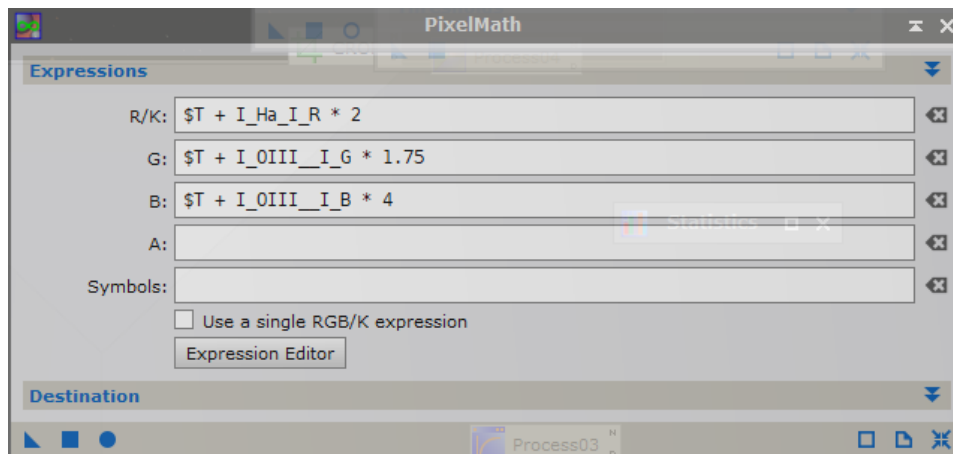 PixelMath
Process04
Expressions
R/K: $T + I_Ha_I_R * 2
G: $T + I_OIII__I_G * 1.75
B: $T + I_OIII__I_B * 4
Statistics
A:
Symbols:
Use a single RGB/K expression
Expression Editor
Destination
Process03
N